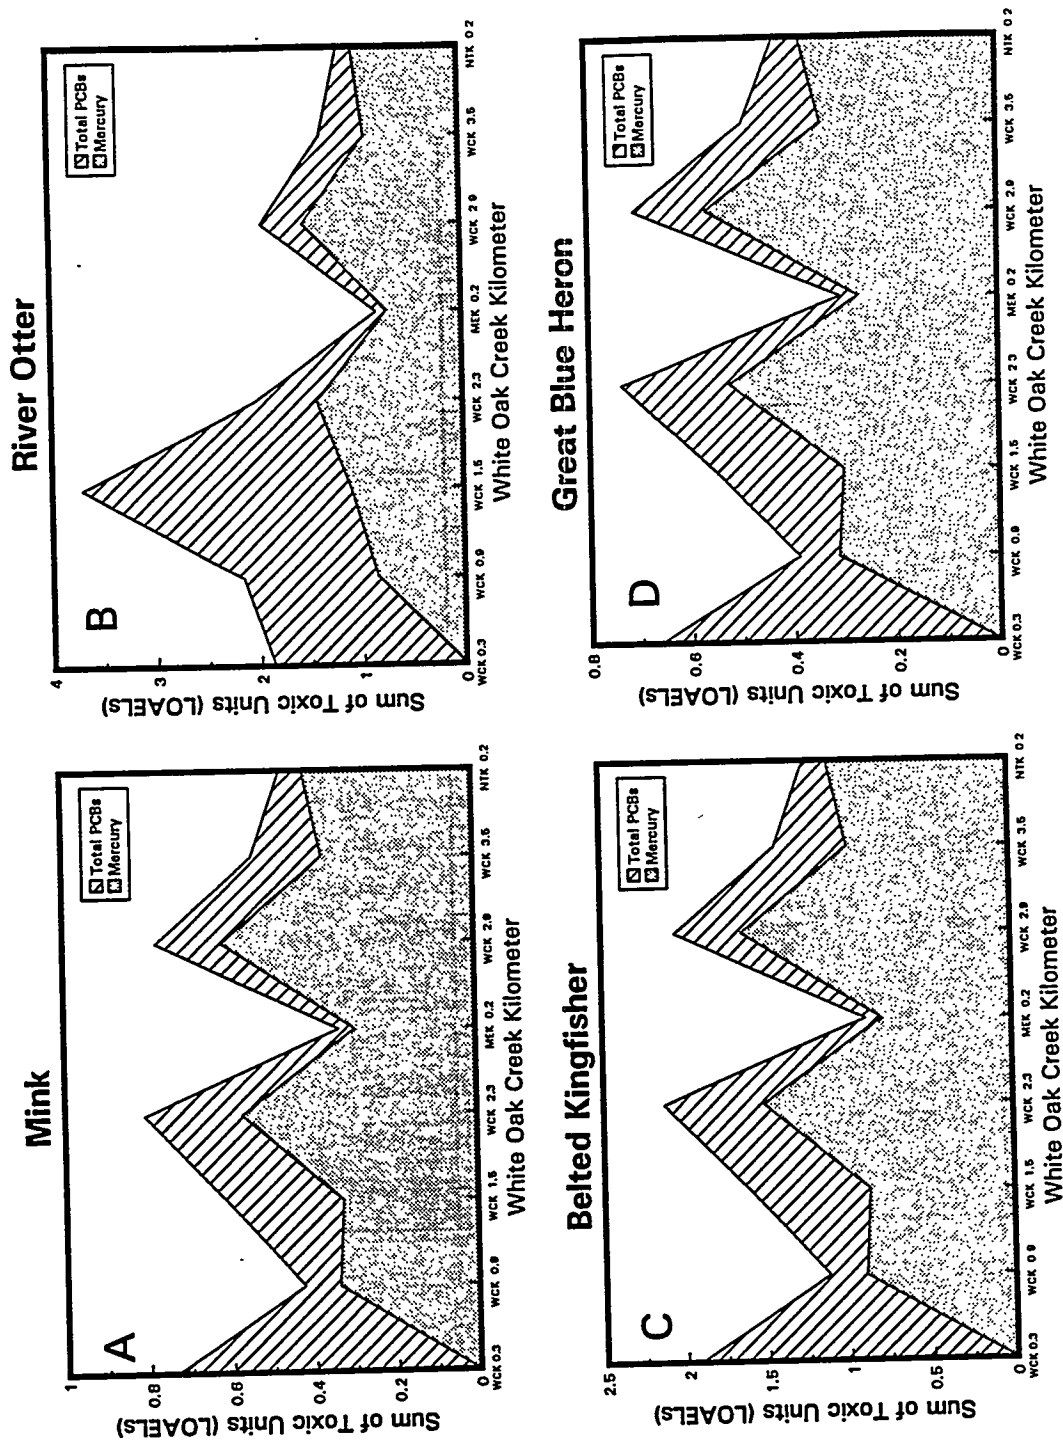 Mink
A
Total PCBs
Mercury
1
0.8
0.6
0.4
0.2
0
Sum of Toxic Units (LOAELs)
WCK 0.3 WCK 0.9 WCK 1.5 WCK 2.3 MEK 0.2 WCK 2.9 WCK 3.5 NTK 0.2
White Oak Creek Kilometer
River Otter
B
Total PCBs
Mercury
4
3
2
1
0
Sum of Toxic Units (LOAELs)
WCK 0.3 WCK 0.9 WCK 1.5 WCK 2.3 MEK 0.2 WCK 2.9 WCK 3.5 NTK 0.2
White Oak Creek Kilometer
Belted Kingfisher
C
Total PCBs
Mercury
2.5
2
1.5
1
0.5
0
Sum of Toxic Units (LOAELs)
WCK 0.3 WCK 0.9 WCK 1.5 WCK 2.3 MEK 0.2 WCK 2.9 WCK 3.5 NTK 0.2
White Oak Creek Kilometer
Great Blue Heron
D
Total PCBs
Mercury
0.8
0.6
0.4
0.2
0
Sum of Toxic Units (LOAELs)
WCK 0.3 WCK 0.9 WCK 1.5 WCK 2.3 MEK 0.2 WCK 2.9 WCK 3.5 NTK 0.2
White Oak Creek Kilometer